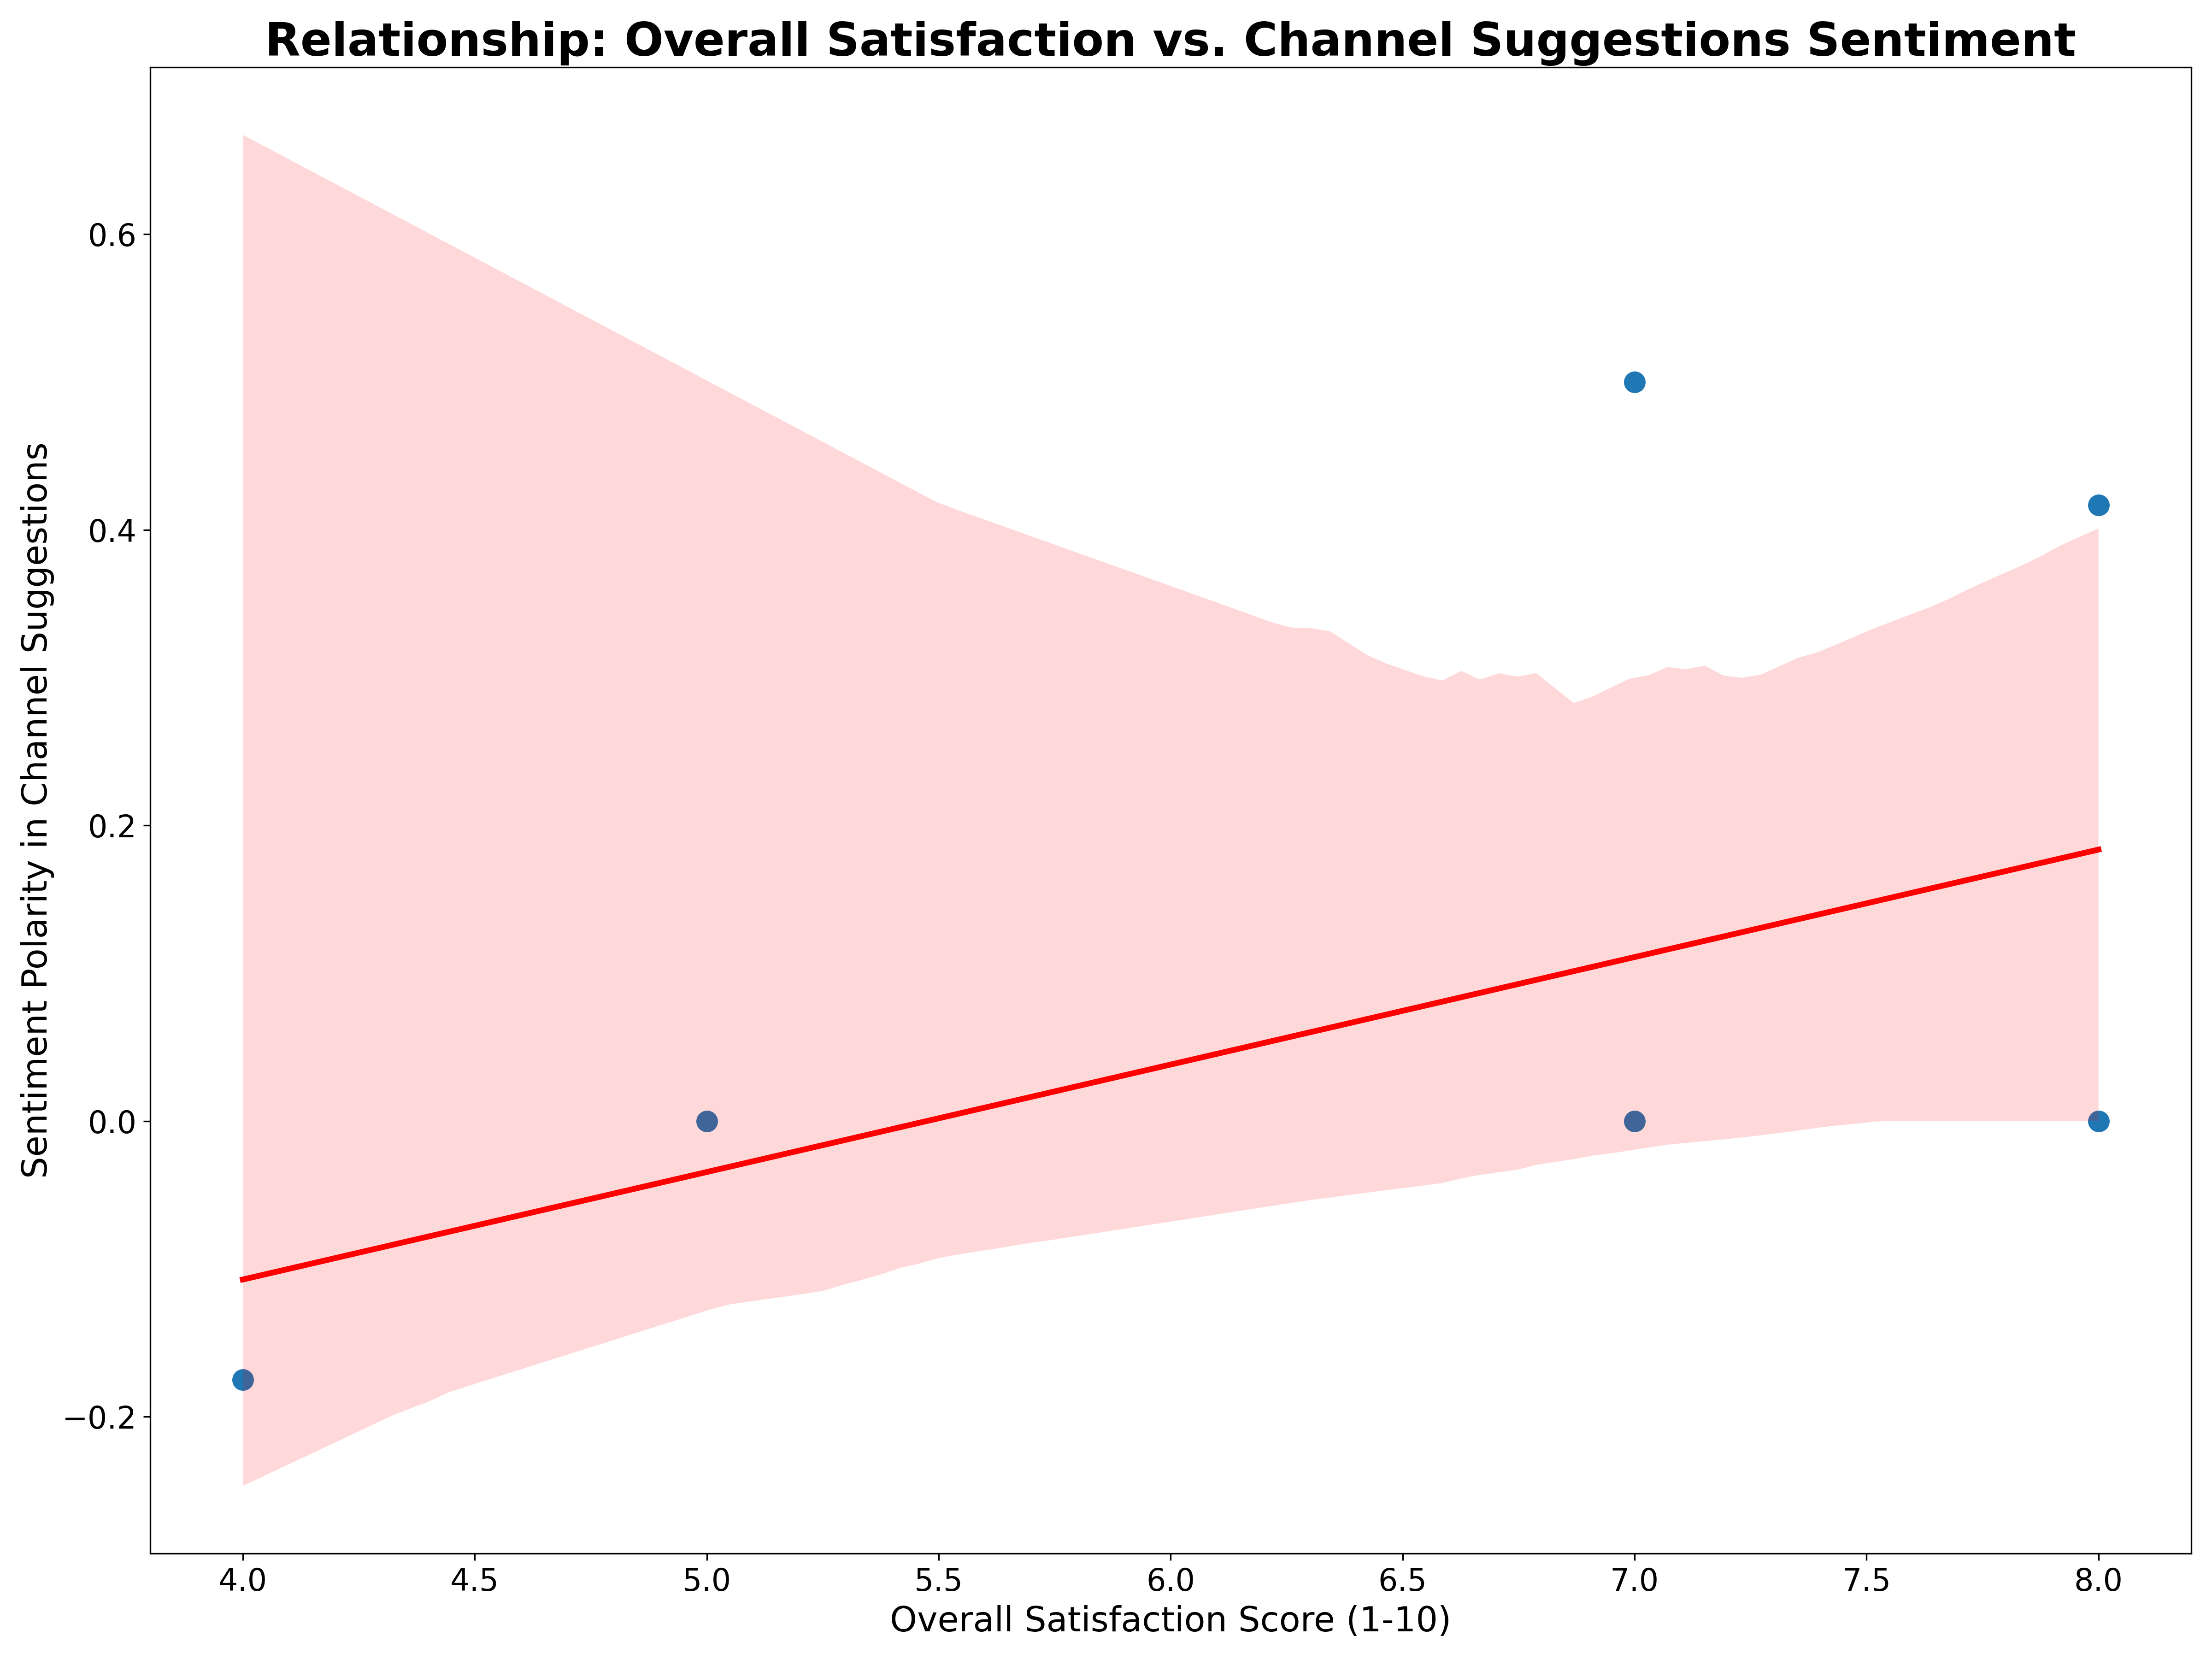 Relationship: Overall Satisfaction vs. Channel Suggestions Sentiment
Sentiment Polarity in Channel Suggestions
0.6
0.4
0.2
0.0
−0.2
4.0 4.5 5.0 5.5 6.0 6.5 7.0 7.5 8.0
Overall Satisfaction Score (1-10)